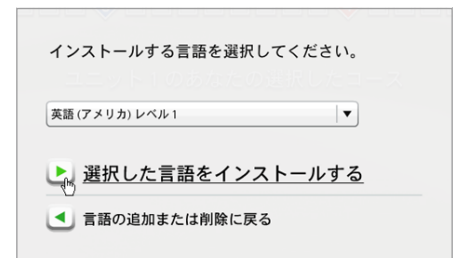 インストールする言語を選択してください。
英語 (アメリカ) レベル 1
選択した言語をインストールする
言語の追加または削除に戻る